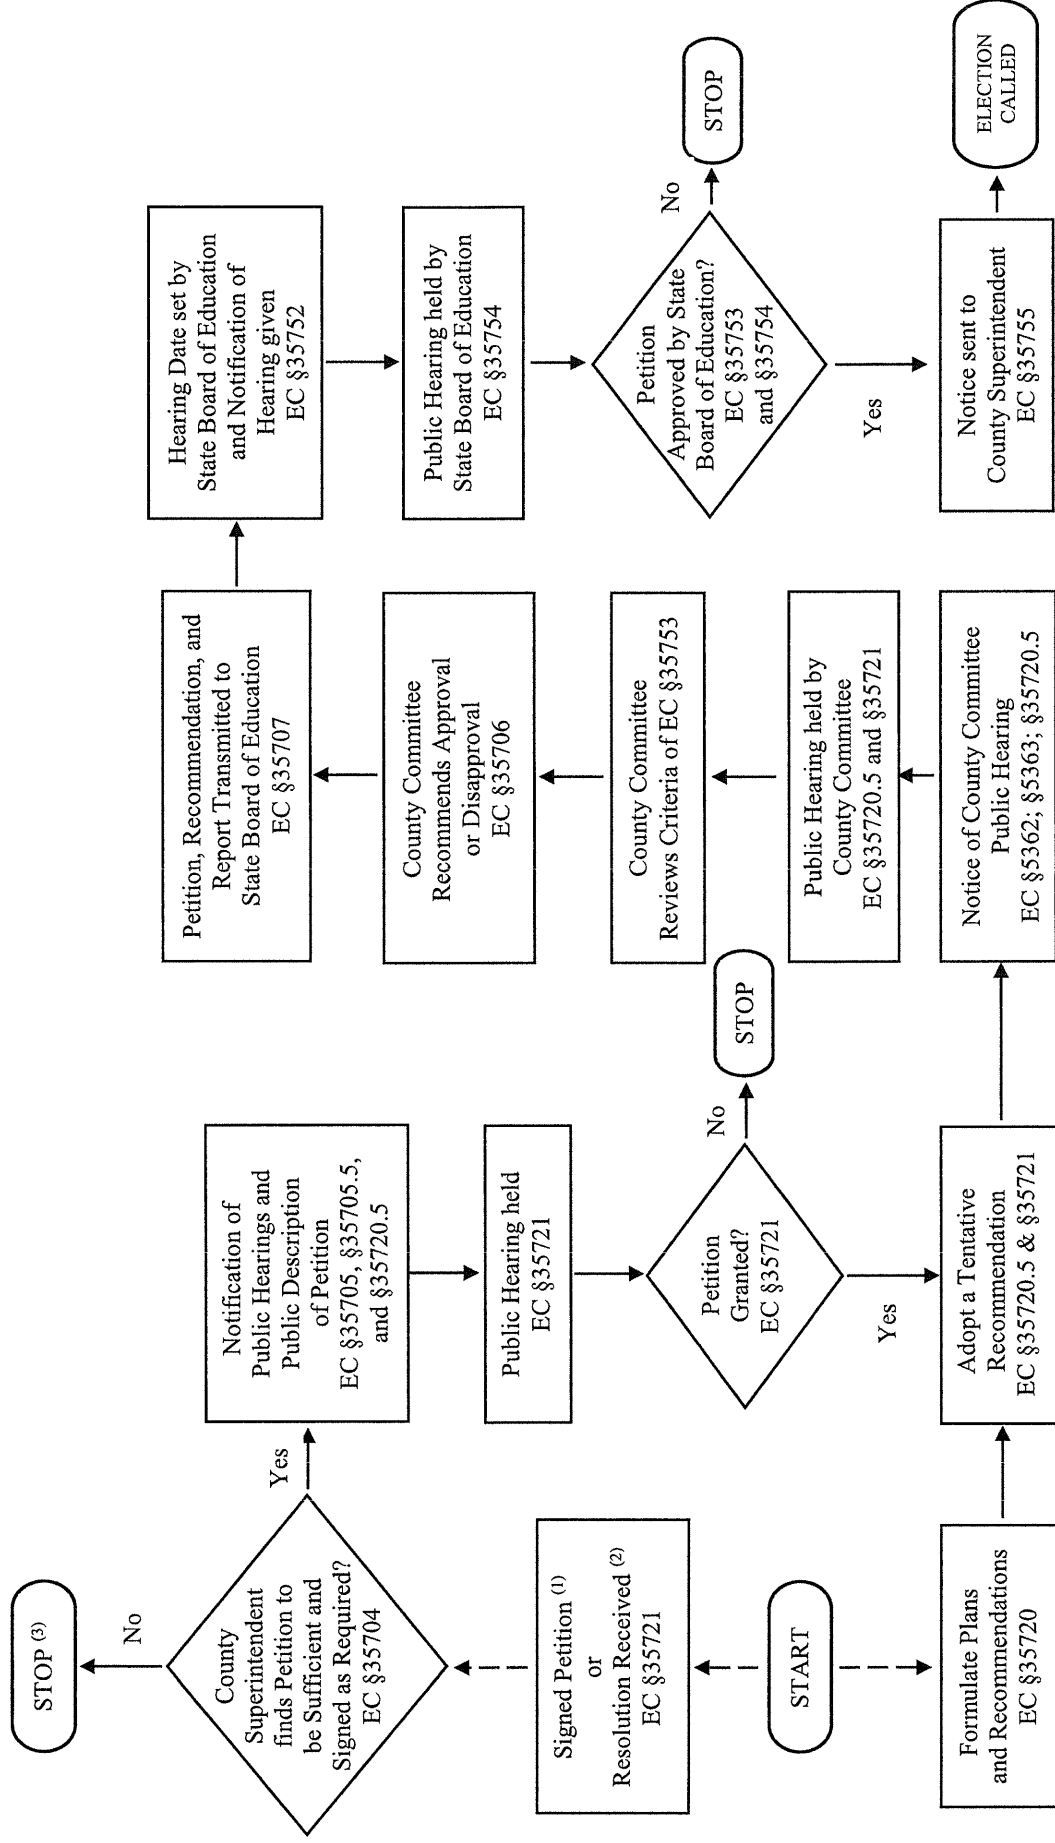 STOP (3)
No
County
Superintendent
finds Petition to
be Sufficient and
Signed as Required?
EC §35704
Yes
Signed Petition (1)
or
Resolution Received (2)
EC §35721
START
Formulate Plans
and Recommendations
EC §35720
Notification of
Public Hearings and
Public Description
of Petition
EC §35705, §35705.5,
and §35720.5
Public Hearing held
EC §35721
Petition
Granted?
EC §35721
No
STOP
Yes
Adopt a Tentative
Recommendation
EC §35720.5 & §35721
Petition, Recommendation, and
Report Transmitted to
State Board of Education
EC §35707
County Committee
Recommends Approval
or Disapproval
EC §35706
County Committee
Reviews Criteria of EC §35753
Public Hearing held by
County Committee
EC §35720.5 and §35721
Notice of County Committee
Public Hearing
EC §5362; §5363; §35720.5
Hearing Date set by
State Board of Education
and Notification of
Hearing given
EC §35752
Public Hearing held by
State Board of Education
EC §35754
Petition
Approved by State
Board of Education?
EC §35753
and §35754
No
STOP
Yes
Notice sent to
County Superintendent
EC §35755
ELECTION
CALLED